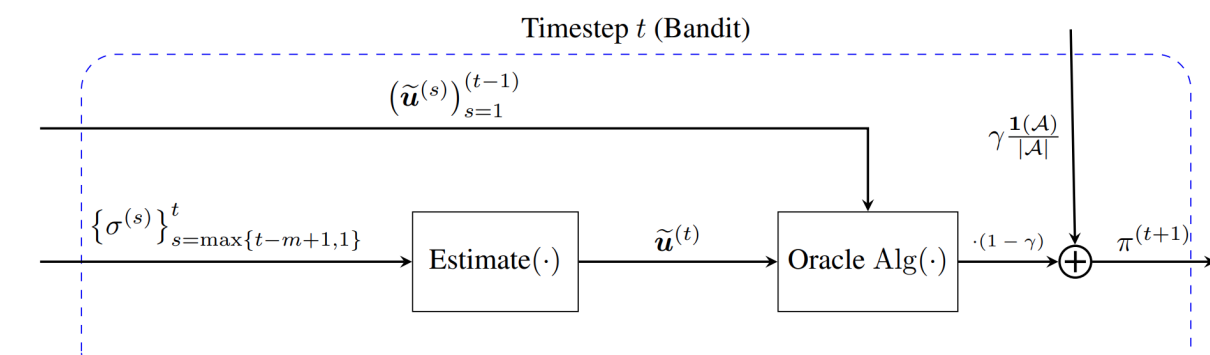 Timestep t (Bandit)
(ũ^(s))_{s=1}^{(t−1)}
γ 𝟏(𝒜)/|𝒜|
{σ^(s)}_{s=max{t−m+1,1}}^{t}
Estimate(·)
ũ^(t)
Oracle Alg(·)
·(1 − γ)
+
π^(t+1)